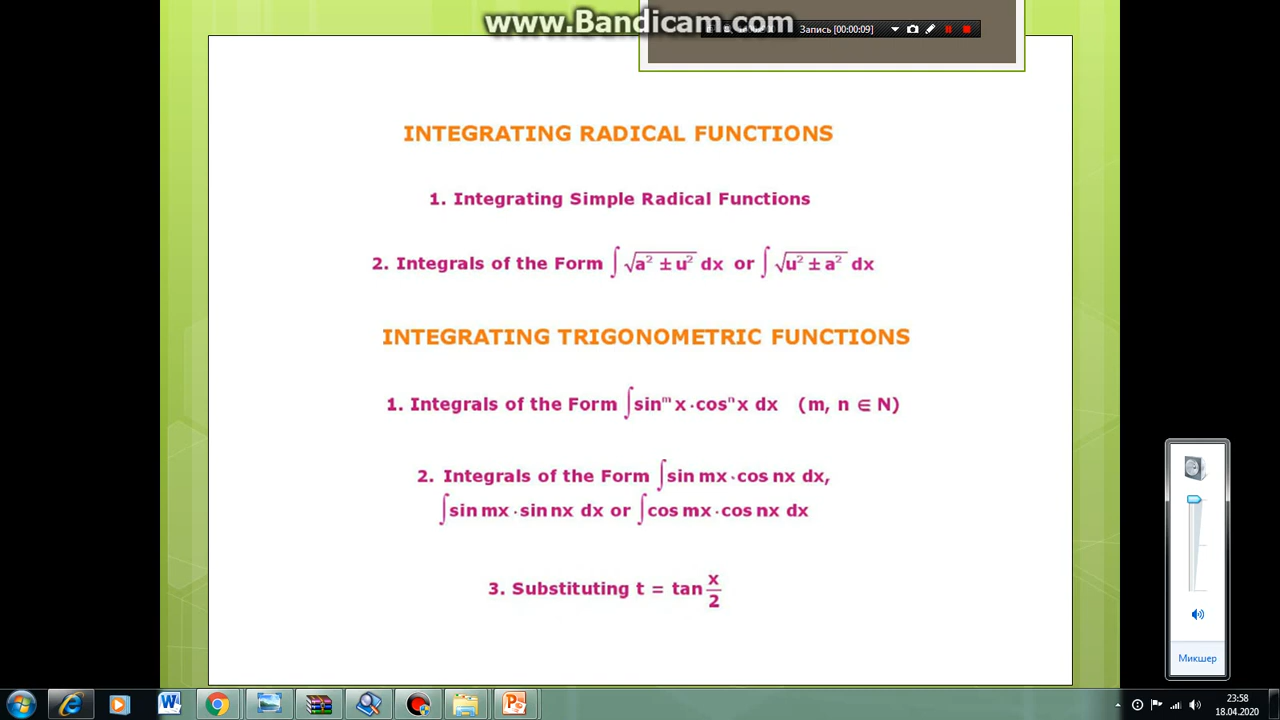 www.Bandicam.com
Запись [00:00:09]
INTEGRATING RADICAL FUNCTIONS
1. Integrating Simple Radical Functions
2. Integrals of the Form ∫√(a² ± u²) dx or ∫√(u² ± a²) dx
INTEGRATING TRIGONOMETRIC FUNCTIONS
1. Integrals of the Form ∫sinᵐx·cosⁿx dx (m, n ∈ N)
2. Integrals of the Form ∫sin mx·cos nx dx,
∫sin mx·sin nx dx or ∫cos mx·cos nx dx
3. Substituting t = tan x/2
Микшер
23:58
18.04.2020